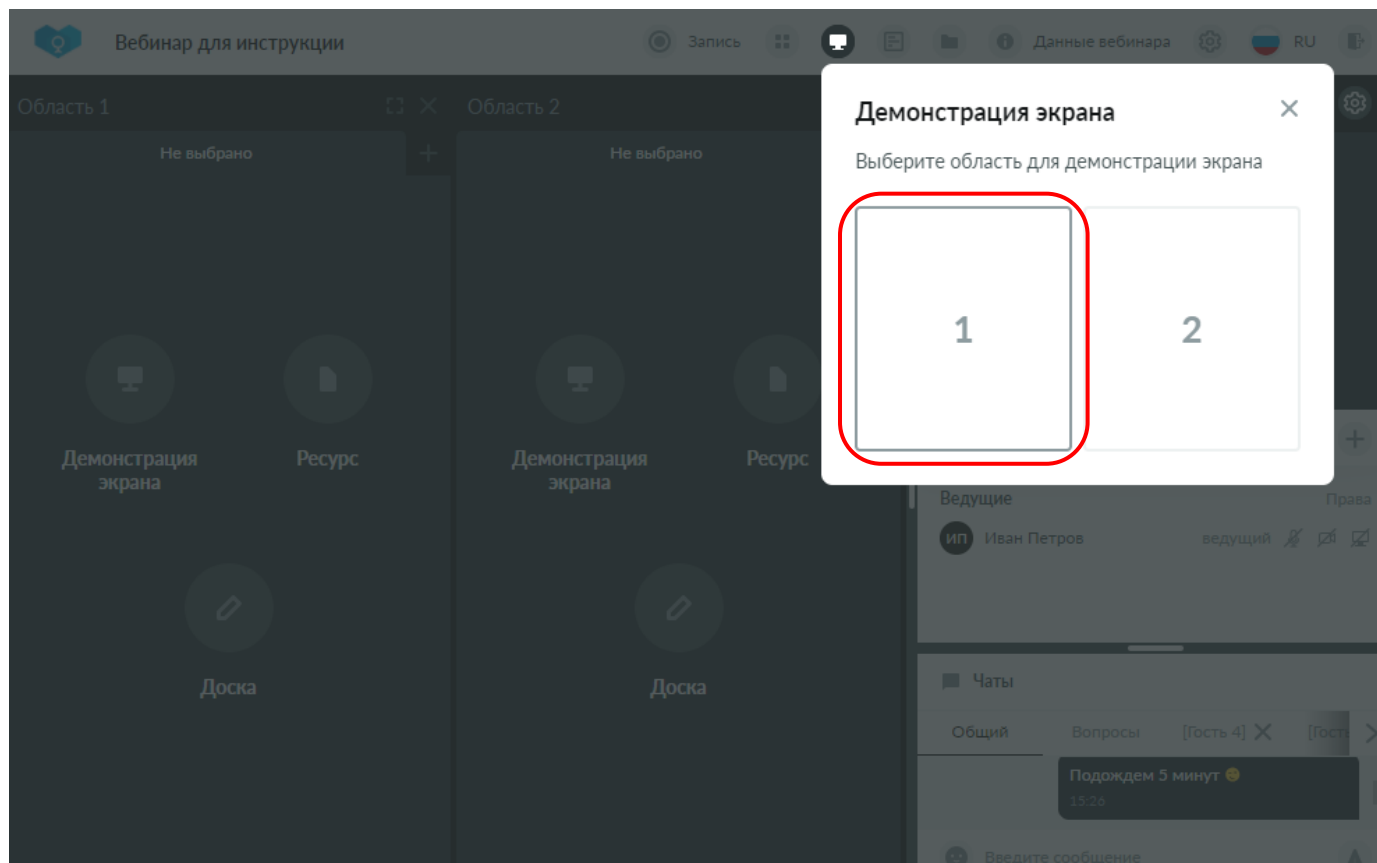 Вебинар для инструкции
Запись
Данные вебинара
RU
Область 1
Область 2
Не выбрано
Не выбрано
Демонстрация экрана
Выберите область для демонстрации экрана
1
2
Демонстрация экрана
Ресурс
Доска
Демонстрация экрана
Ресурс
Доска
Ведущие
Права
ИП
Иван Петров
ведущий
Чаты
Общий
Вопросы
[Гость 4]
[Гость
Подождем 5 минут
15:26
Введите сообщение